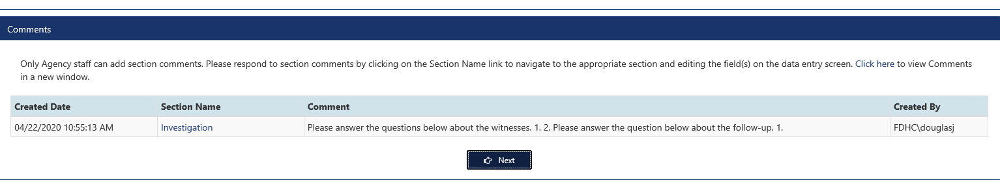 Comments
Only Agency staff can add section comments. Please respond to section comments by clicking on the Section Name link to navigate to the appropriate section and editing the field(s) on the data entry screen. Click here to view Comments
in a new window.
Created Date Section Name Comment Created By
04/22/2020 10:55:13 AM Investigation Please answer the questions below about the witnesses. 1. 2. Please answer the question below about the follow-up. 1. FDHC\douglasj
Next